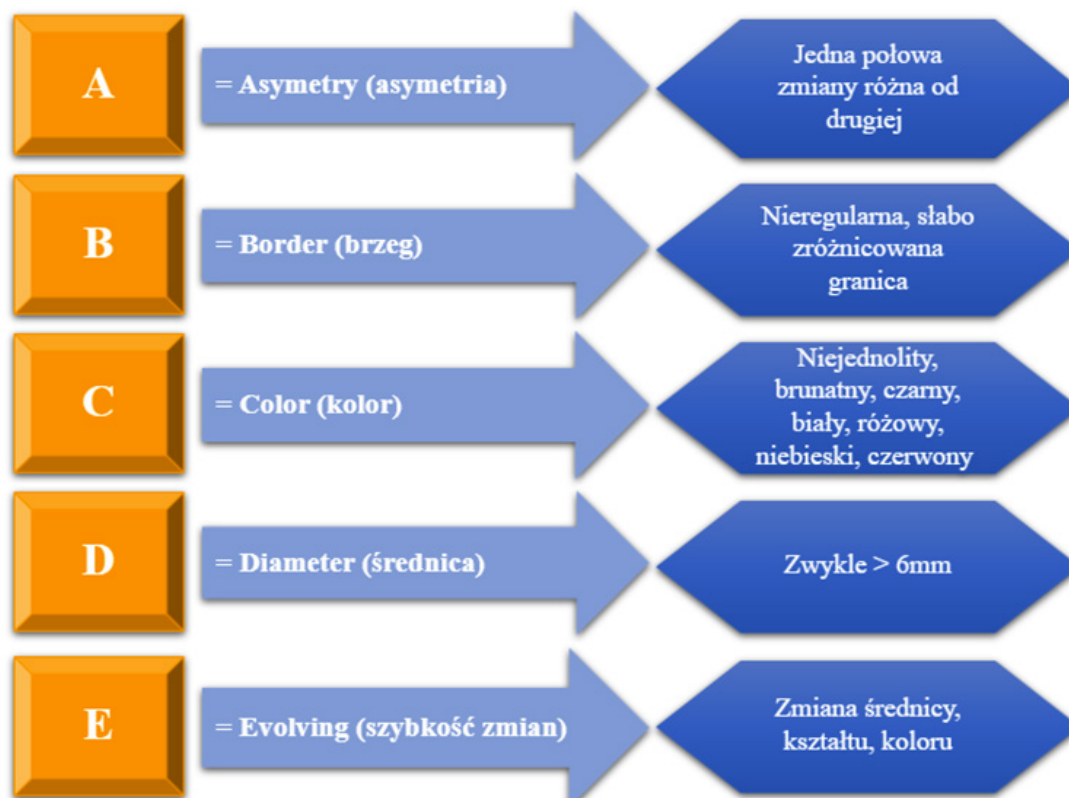 A
= Asymetry (asymetria)
Jedna połowa
zmiany różna od
drugiej
B
= Border (brzeg)
Nieregularna, słabo
zróżnicowana
granica
C
= Color (kolor)
Niejednolity,
brunatny, czarny,
biały, różowy,
niebieski, czerwony
D
= Diameter (średnica)
Zwykle > 6mm
E
= Evolving (szybkość zmian)
Zmiana średnicy,
kształtu, koloru